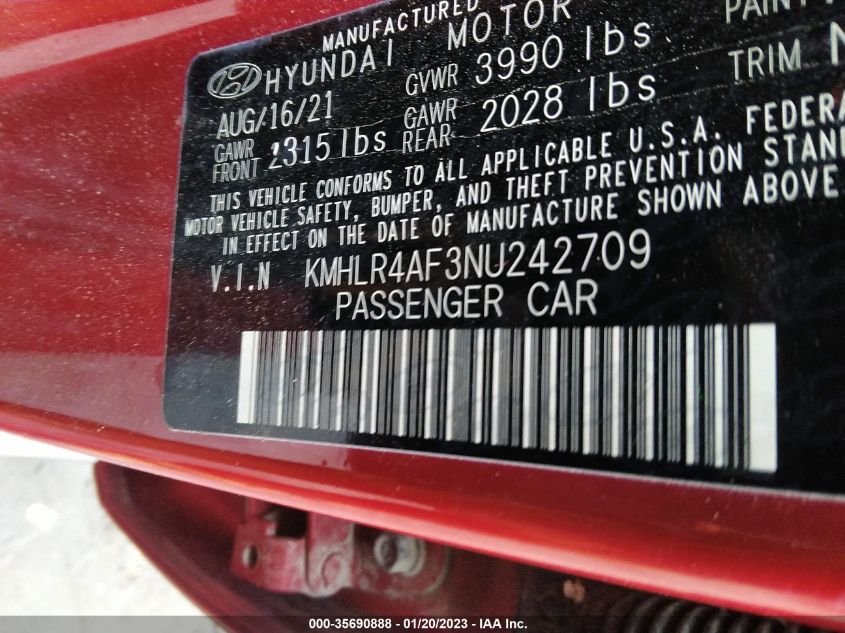 MANUFACTURED
HYUNDAI MOTOR
PAINT
AUG/16/21 GVWR 3990 lbs
TRIM
GAWR FRONT 2315 lbs GAWR REAR 2028 lbs
THIS VEHICLE CONFORMS TO ALL APPLICABLE U.S.A. FEDERA
MOTOR VEHICLE SAFETY, BUMPER, AND THEFT PREVENTION STAN
IN EFFECT ON THE DATE OF MANUFACTURE SHOWN ABOVE
V.I.N KMHLR4AF3NU242709
PASSENGER CAR
000-35690888 - 01/20/2023 - IAA Inc.